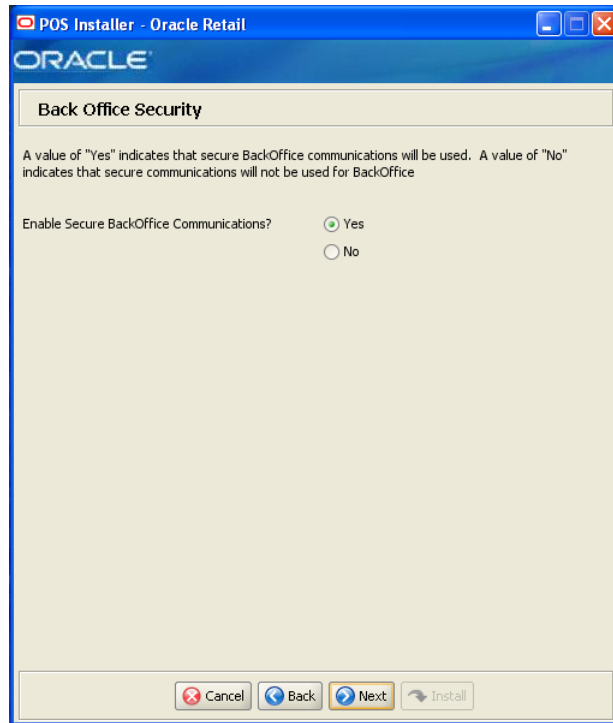 POS Installer - Oracle Retail
ORACLE
Back Office Security
A value of "Yes" indicates that secure BackOffice communications will be used. A value of "No"
indicates that secure communications will not be used for BackOffice
Enable Secure BackOffice Communications?
Yes
No
Cancel
Back
Next
Install